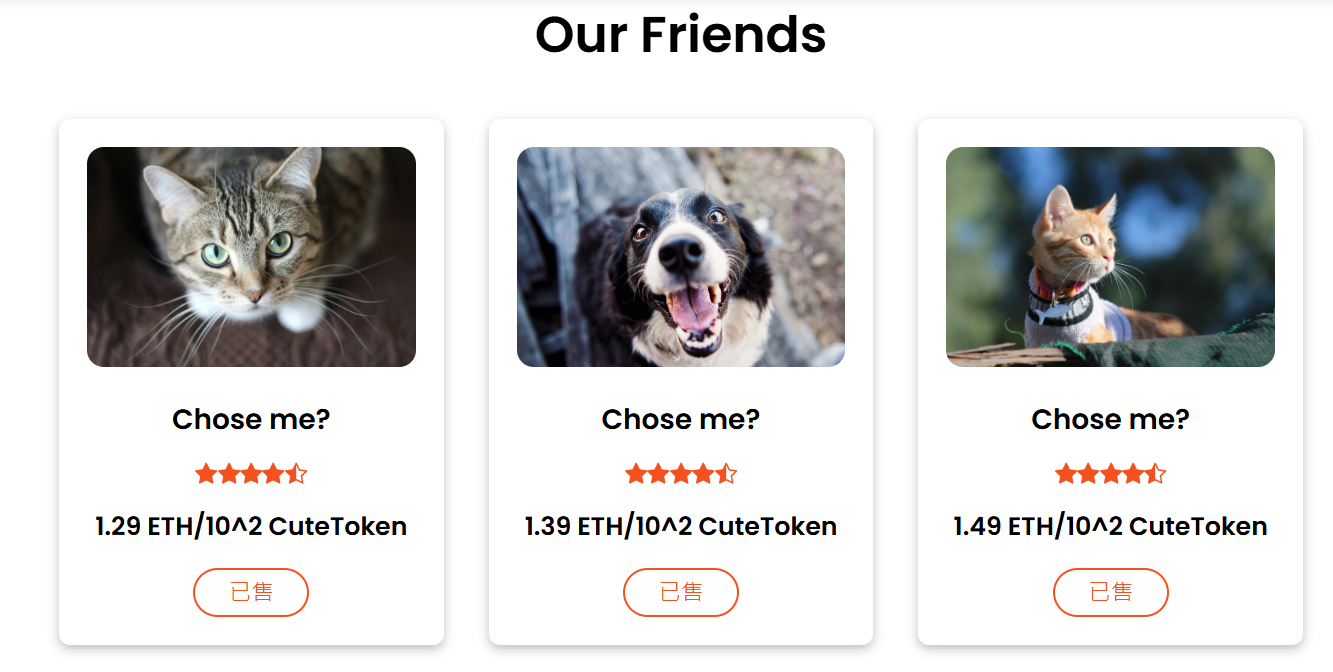 Our Friends
Chose me?
1.29 ETH/10^2 CuteToken
已售
Chose me?
1.39 ETH/10^2 CuteToken
已售
Chose me?
1.49 ETH/10^2 CuteToken
已售